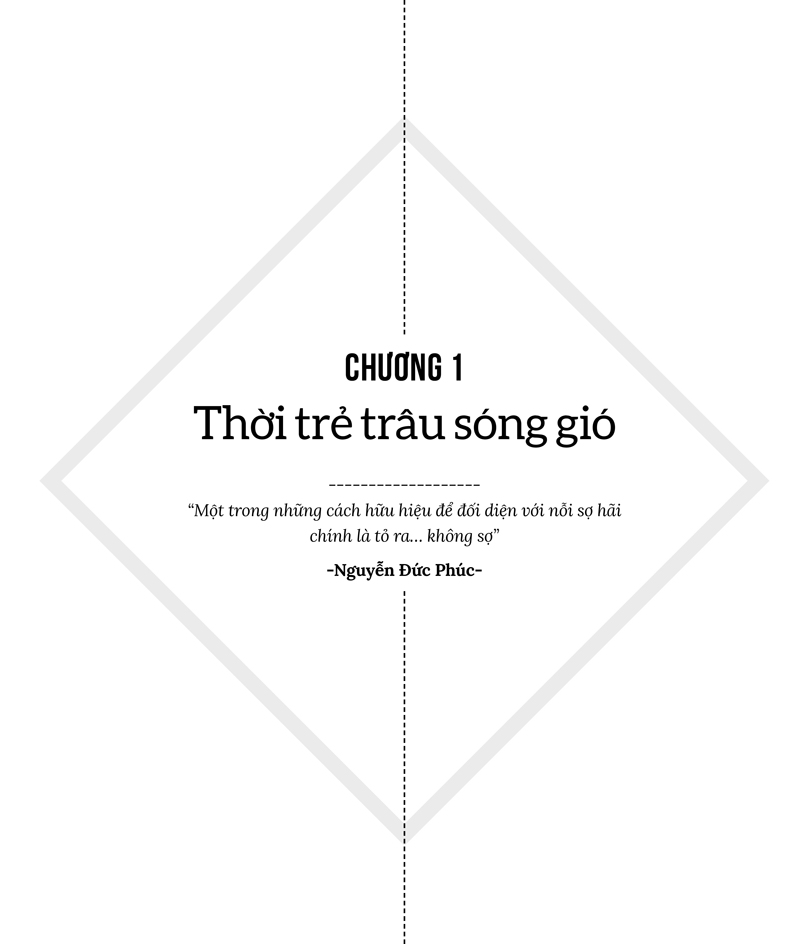 CHƯƠNG 1
Thời trẻ trâu sóng gió
“Một trong những cách hữu hiệu để đối diện với nỗi sợ hãi
chính là tỏ ra... không sợ”
-Nguyễn Đức Phúc-